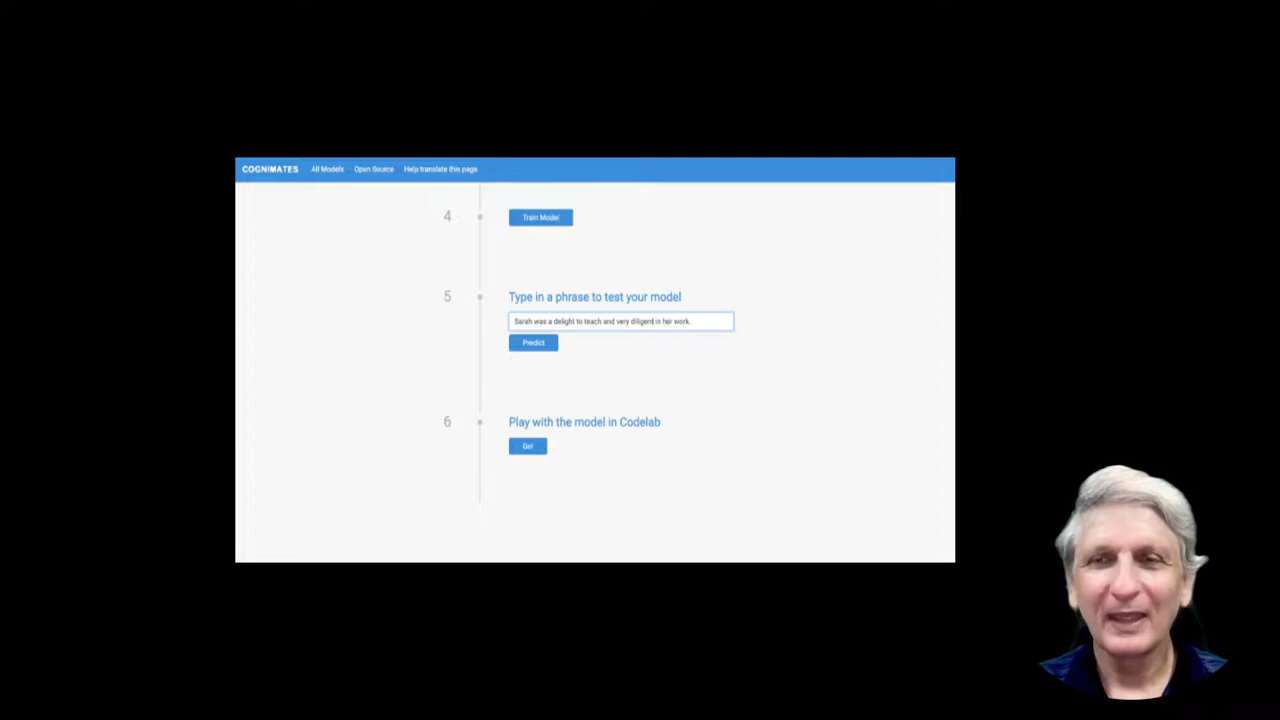 COGNIMATES All Models Open Source Help translate this page
4
Train Model
5
Type in a phrase to test your model
Sarah was a delight to teach and very diligent in her work.
Predict
6
Play with the model in Codelab
Go!